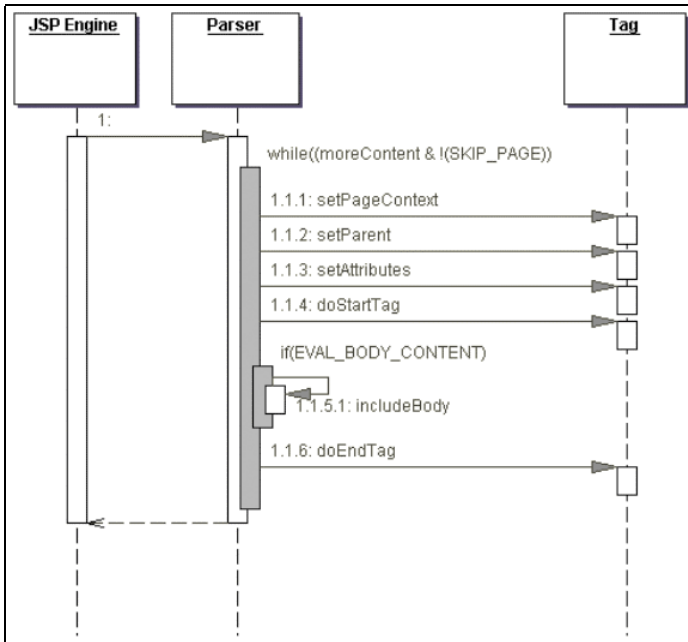 JSP Engine
Parser
Tag
1:
while((moreContent & !(SKIP_PAGE))
1.1.1: setPageContext
1.1.2: setParent
1.1.3: setAttributes
1.1.4: doStartTag
if(EVAL_BODY_CONTENT)
1.1.5.1: includeBody
1.1.6: doEndTag